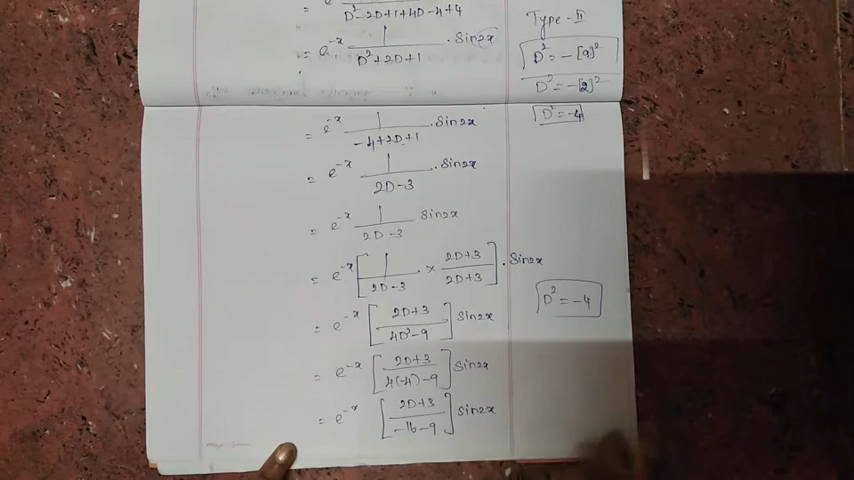 = e
D² - 2D + 1 + 4D - 4 + 4
= e^-x 1/(D² + 2D + 1) . Sin2x
Type - II
D² = -[a]²
D² = -[2]²
D² = -4
= e^-x 1/(-4 + 2D + 1) . Sin2x
= e^-x 1/(2D - 3) . Sin2x
= e^-x 1/(2D - 3) Sin2x
= e^-x [1/(2D - 3) × (2D + 3)/(2D + 3)] . Sin2x
D² = -4
= e^-x [(2D + 3)/(4D² - 9)] Sin2x
= e^-x [(2D + 3)/(4(-4) - 9)] Sin2x
= e^-x [(2D + 3)/(-16 - 9)] Sin2x